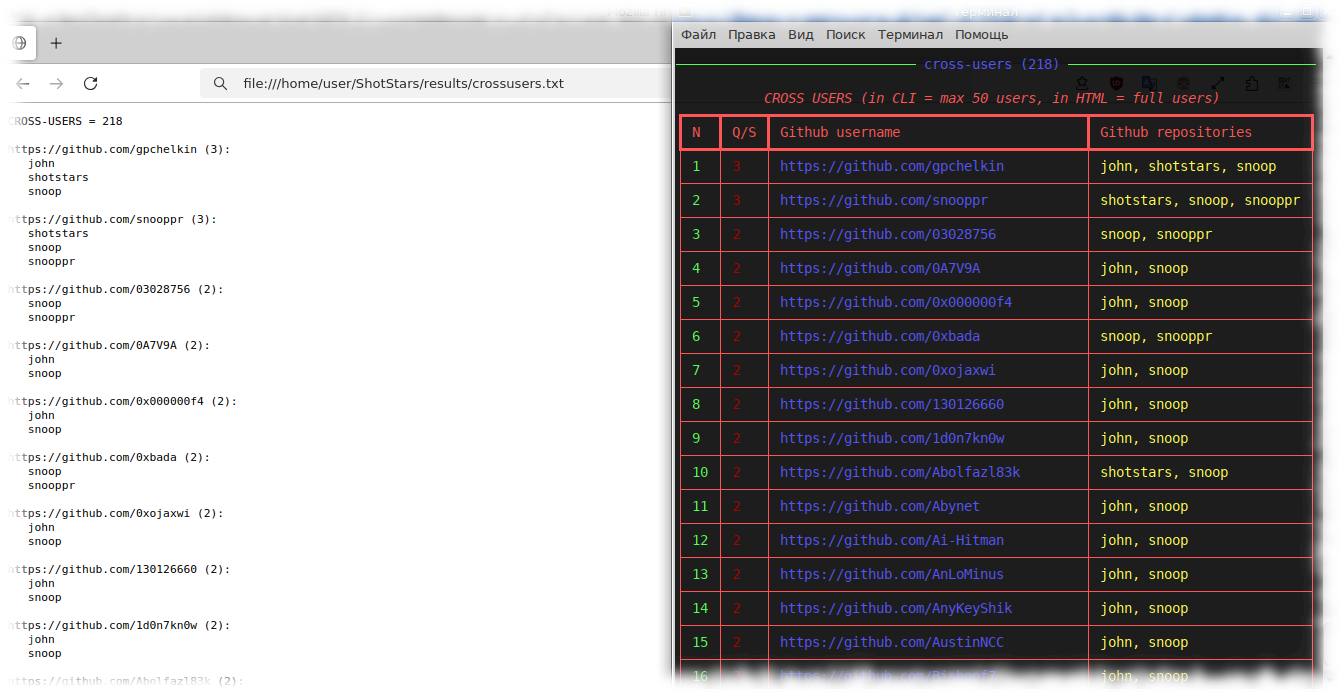 file:///home/user/ShotStars/results/crossusers.txt
CROSS-USERS = 218
https://github.com/gpchelkin (3):
john
shotstars
snoop
https://github.com/snooppr (3):
shotstars
snoop
snooppr
https://github.com/03028756 (2):
snoop
snooppr
https://github.com/0A7V9A (2):
john
snoop
https://github.com/0x000000f4 (2):
john
snoop
https://github.com/0xbada (2):
snoop
snooppr
https://github.com/0xojaxwi (2):
john
snoop
https://github.com/130126660 (2):
john
snoop
https://github.com/1d0n7kn0w (2):
john
snoop
https://github.com/Abolfazl83k (2):
Терминал
Файл Правка Вид Поиск Терминал Помощь
cross-users (218)
CROSS USERS (in CLI = max 50 users, in HTML = full users)
N Q/S Github username Github repositories
1 3 https://github.com/gpchelkin john, shotstars, snoop
2 3 https://github.com/snooppr shotstars, snoop, snooppr
3 2 https://github.com/03028756 snoop, snooppr
4 2 https://github.com/0A7V9A john, snoop
5 2 https://github.com/0x000000f4 john, snoop
6 2 https://github.com/0xbada snoop, snooppr
7 2 https://github.com/0xojaxwi john, snoop
8 2 https://github.com/130126660 john, snoop
9 2 https://github.com/1d0n7kn0w john, snoop
10 2 https://github.com/Abolfazl83k shotstars, snoop
11 2 https://github.com/Abynet john, snoop
12 2 https://github.com/Ai-Hitman john, snoop
13 2 https://github.com/AnLoMinus john, snoop
14 2 https://github.com/AnyKeyShik john, snoop
15 2 https://github.com/AustinNCC john, snoop
16 2 https://github.com/Bishopf7 john, snoop